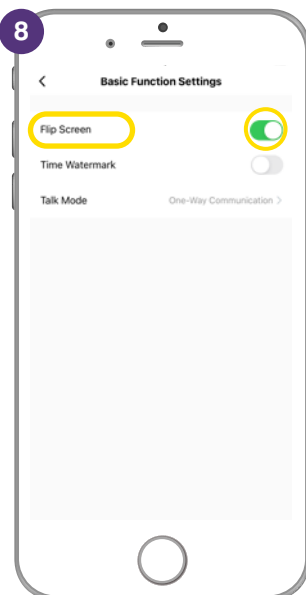 8
Basic Function Settings
Flip Screen
Time Watermark
Talk Mode One-Way Communication >